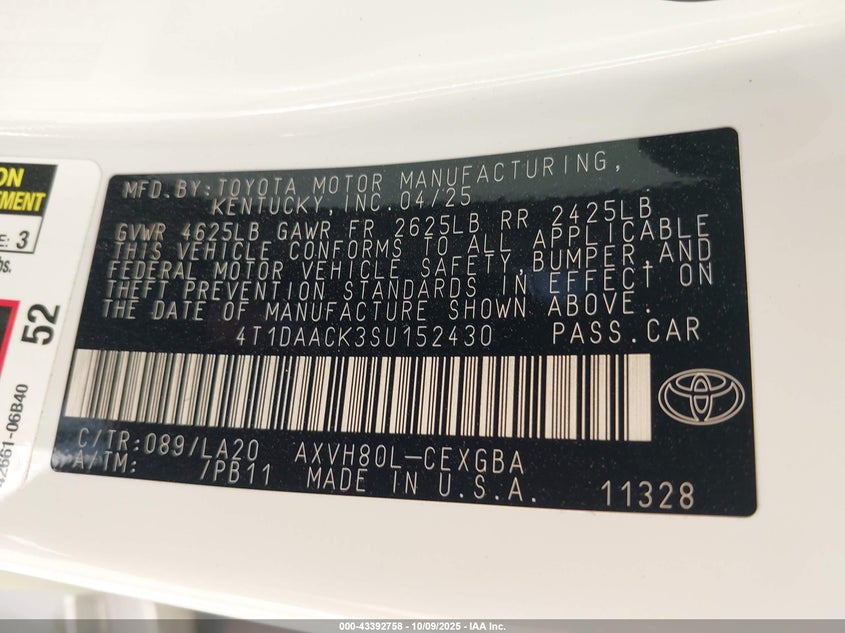 ON
EMENT
E: 3
bs.
52
42661-06B40
MFD.BY:TOYOTA MOTOR MANUFACTURING,
KENTUCKY,INC.04/25
GVWR 4625LB GAWR FR 2625LB RR 2425LB
THIS VEHICLE CONFORMS TO ALL APPLICABLE
FEDERAL MOTOR VEHICLE SAFETY,BUMPER,AND
THEFT PREVENTION STANDARDS IN EFFECT ON
THE DATE OF MANUFACTURE SHOWN ABOVE.
4T1DAACK3SU152430 PASS.CAR
C/TR:089/LA20 AXVH80L-CEXGBA
A/TM: /PB11 MADE IN U.S.A. 11328
000-43392758 - 10/09/2025 - IAA Inc.